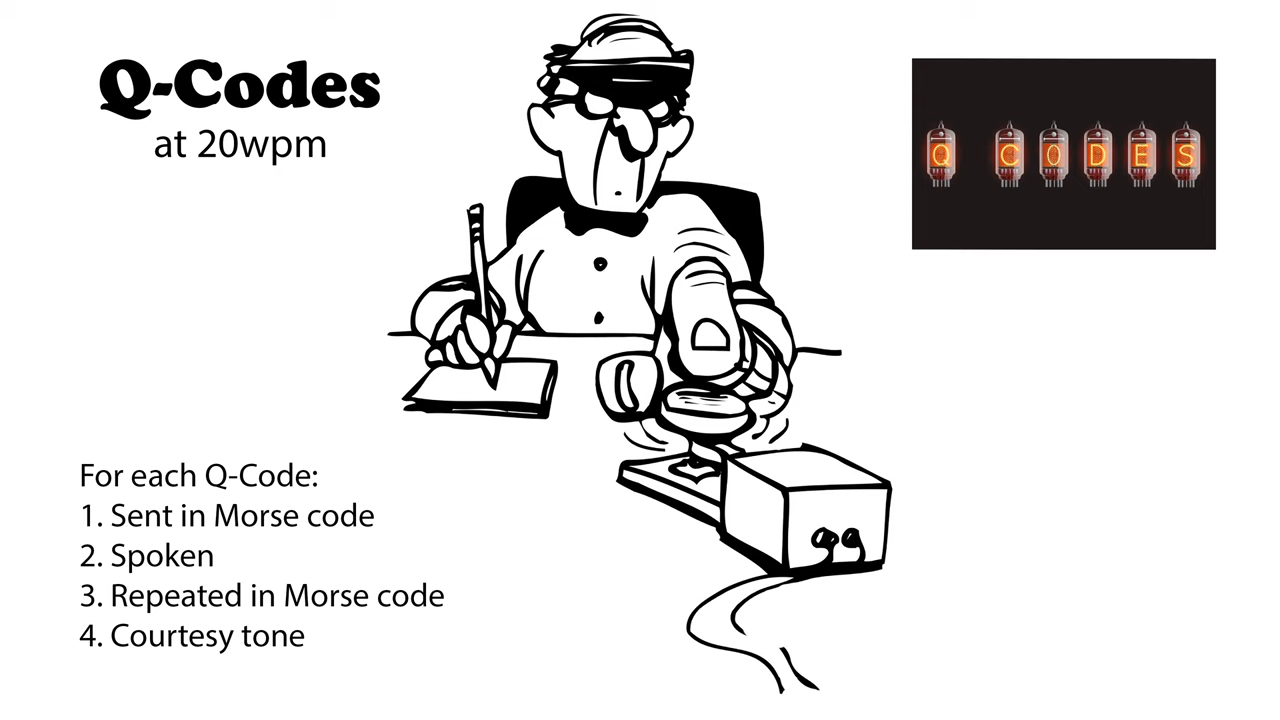 Q-Codes
at 20wpm
Q CODES
For each Q-Code:
1. Sent in Morse code
2. Spoken
3. Repeated in Morse code
4. Courtesy tone